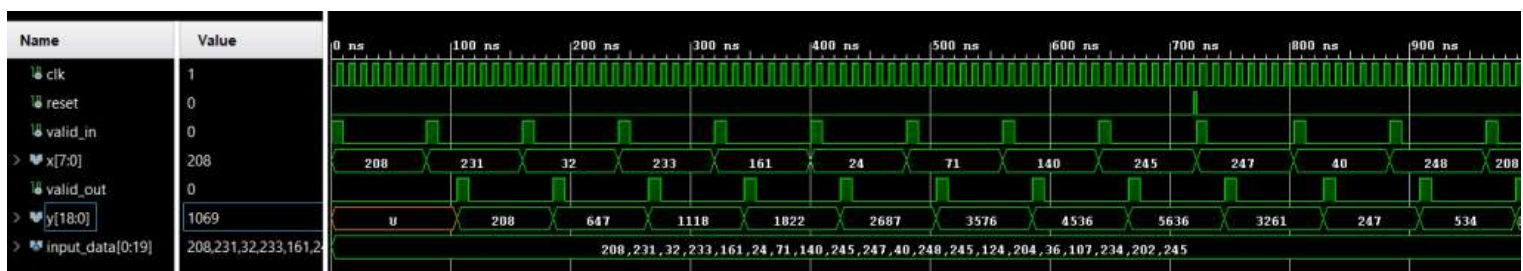 Name Value 0 ns 100 ns 200 ns 300 ns 400 ns 500 ns 600 ns 700 ns 800 ns 900 ns
clk 1
reset 0
valid_in 0
x[7:0] 208 208 231 32 233 161 24 71 140 245 247 40 248 208
valid_out 0
y[18:0] 1069 U 208 647 1118 1822 2687 3576 4536 5636 3261 247 534
input_data[0:19] 208,231,32,233,161,2 208,231,32,233,161,24,71,140,245,247,40,248,245,124,204,36,107,234,202,245